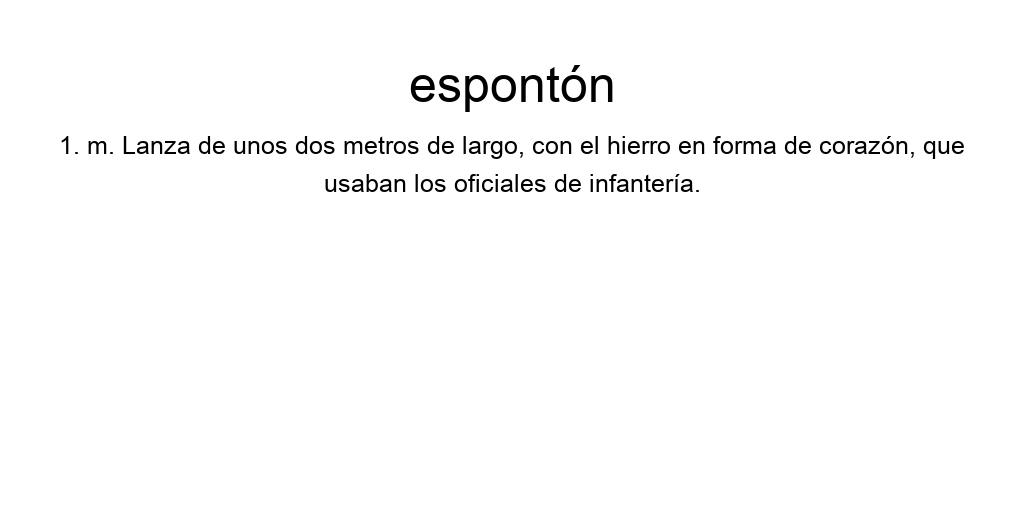 espontón
1. m. Lanza de unos dos metros de largo, con el hierro en forma de corazón, que
usaban los oficiales de infantería.